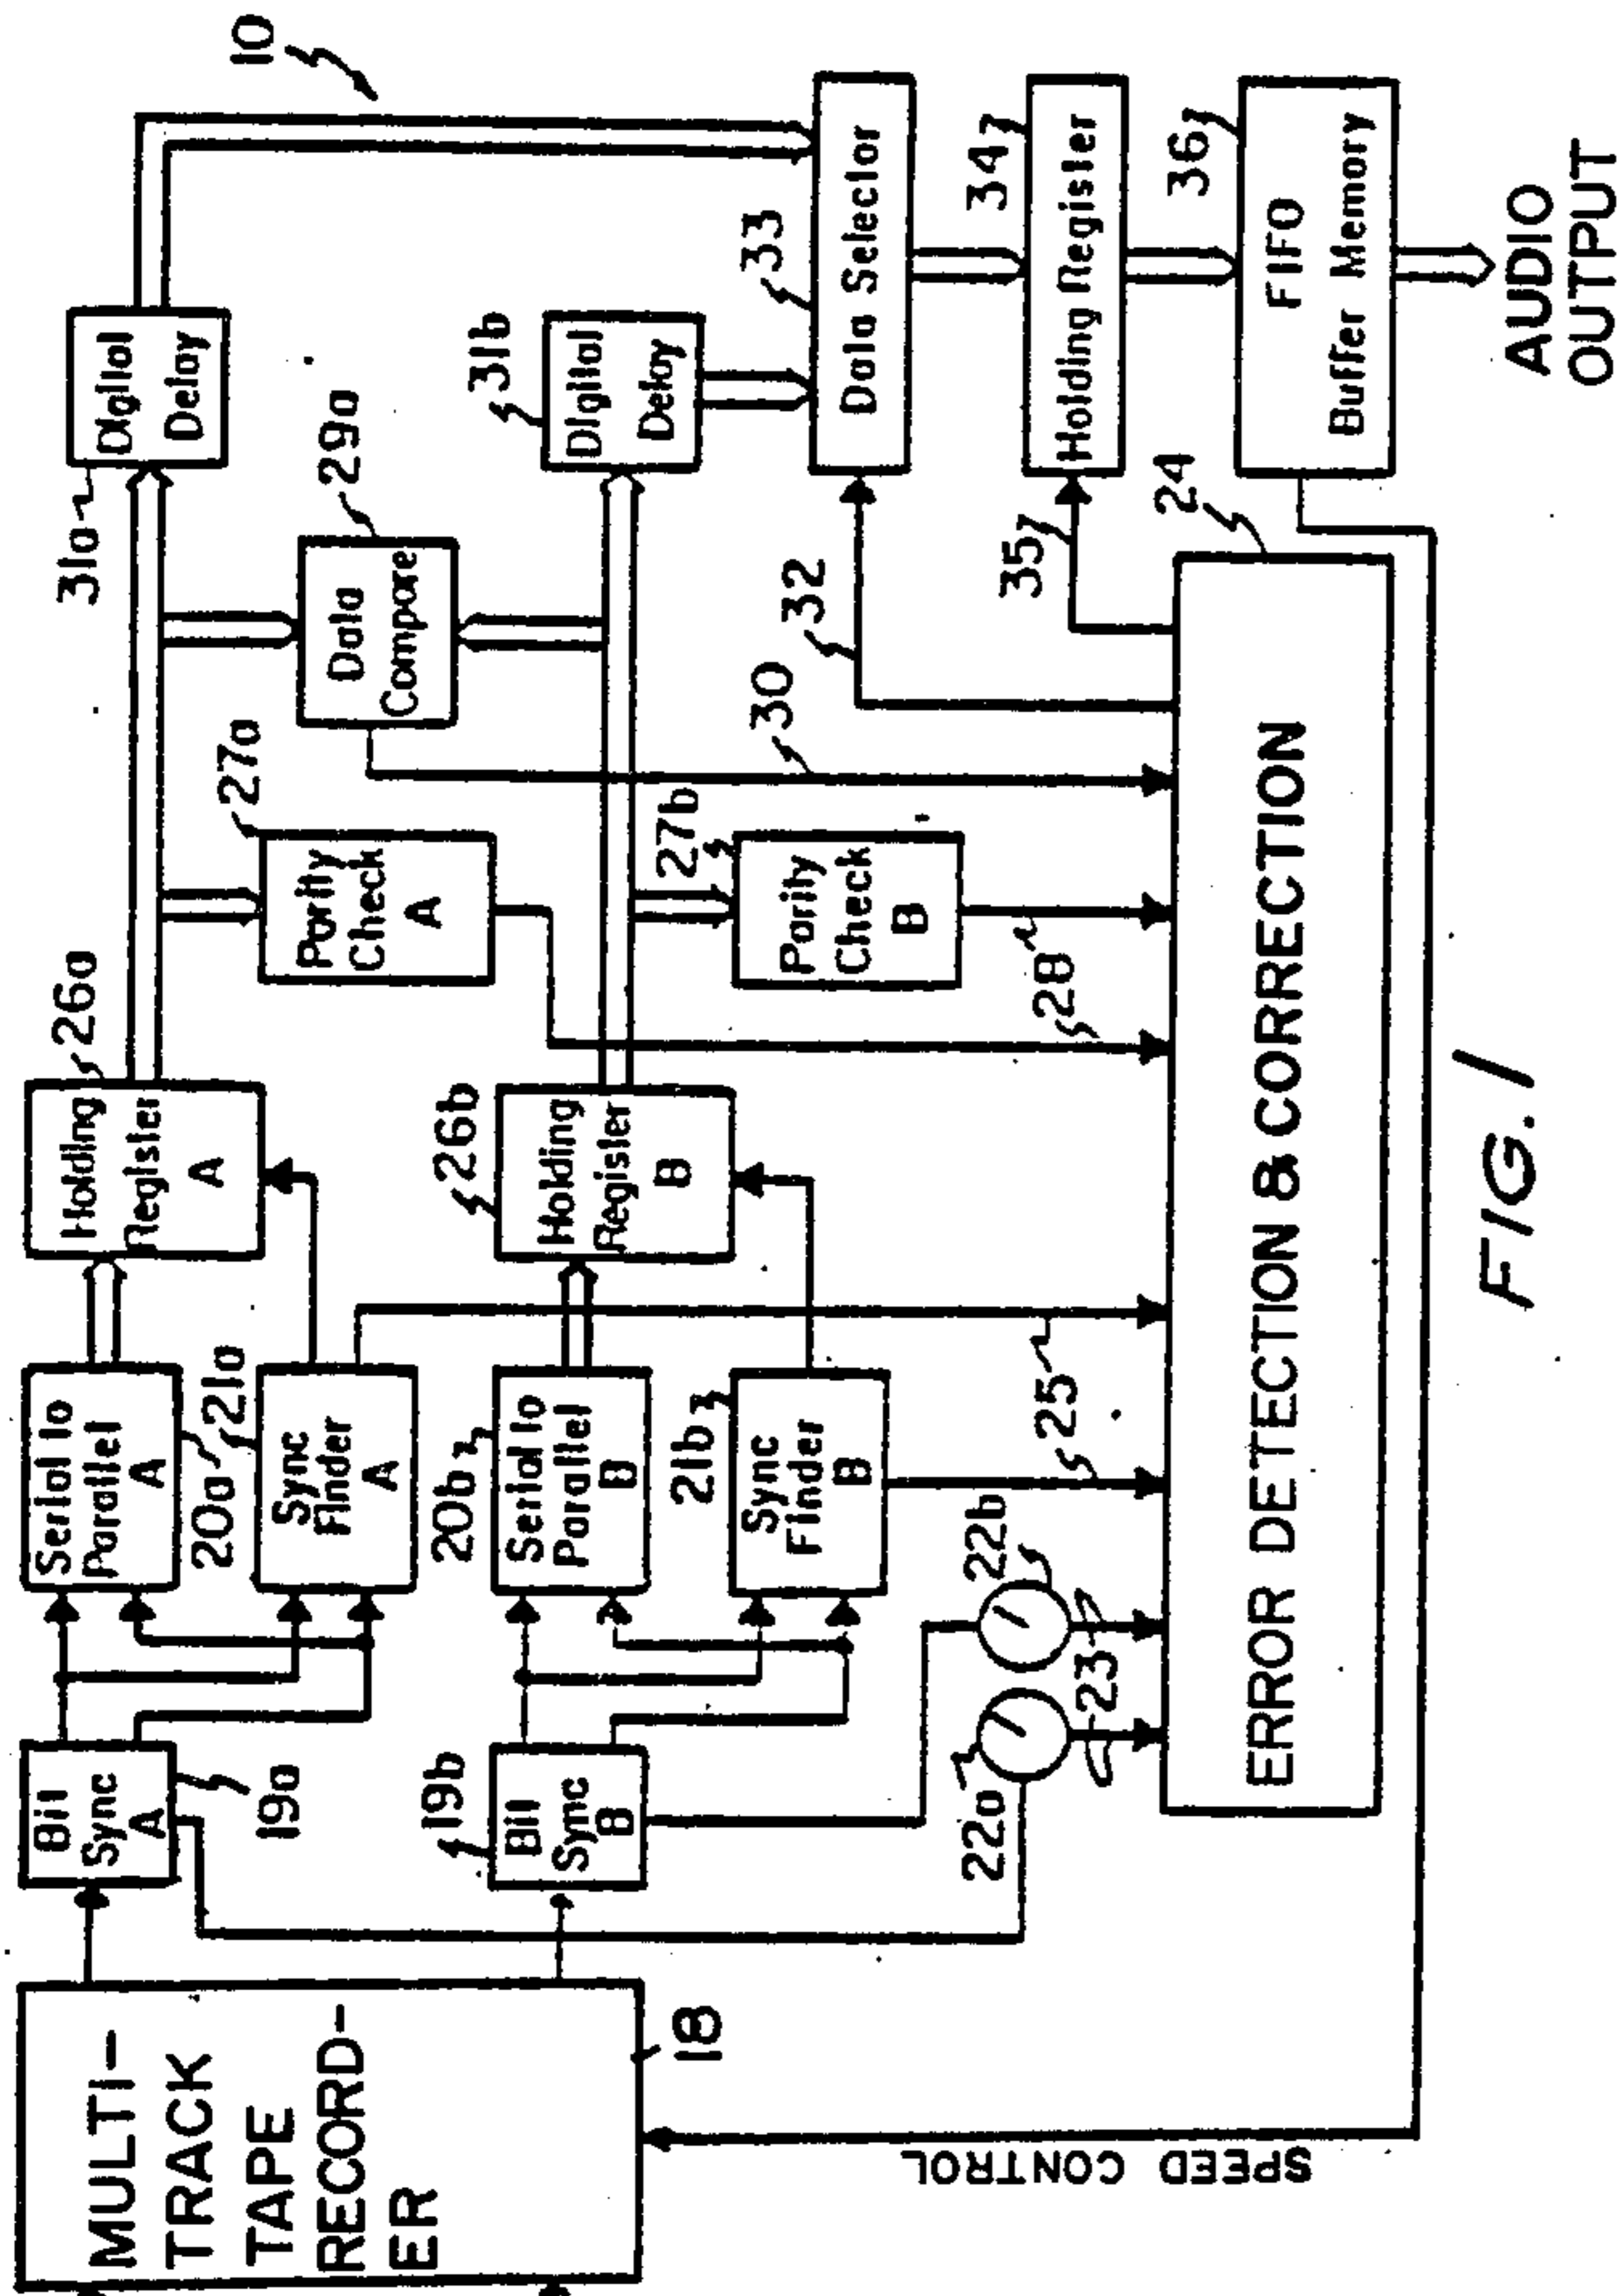 10
MULTI-
TRACK
TAPE
RECORD-
ER
18
Bit
Sync
A
19a
Serial to
Parallel
A
20a
21a
Sync
Finder
A
Holding
Register
A
26a
27a
Parity
Check
A
31a
Digital
Delay
Data
Compare
29a
19b
Bit
Sync
B
20b
Serial to
Parallel
B
21b
Sync
Finder
B
26b
Holding
Register
B
27b
Parity
Check
B
31b
Digital
Delay
33
Data Selector
34
Holding Register
36
FIFO
Buffer Memory
AUDIO
OUTPUT
22a
22b
23
25
28
30
32
35
24
ERROR DETECTION & CORRECTION
SPEED CONTROL
FIG. 1